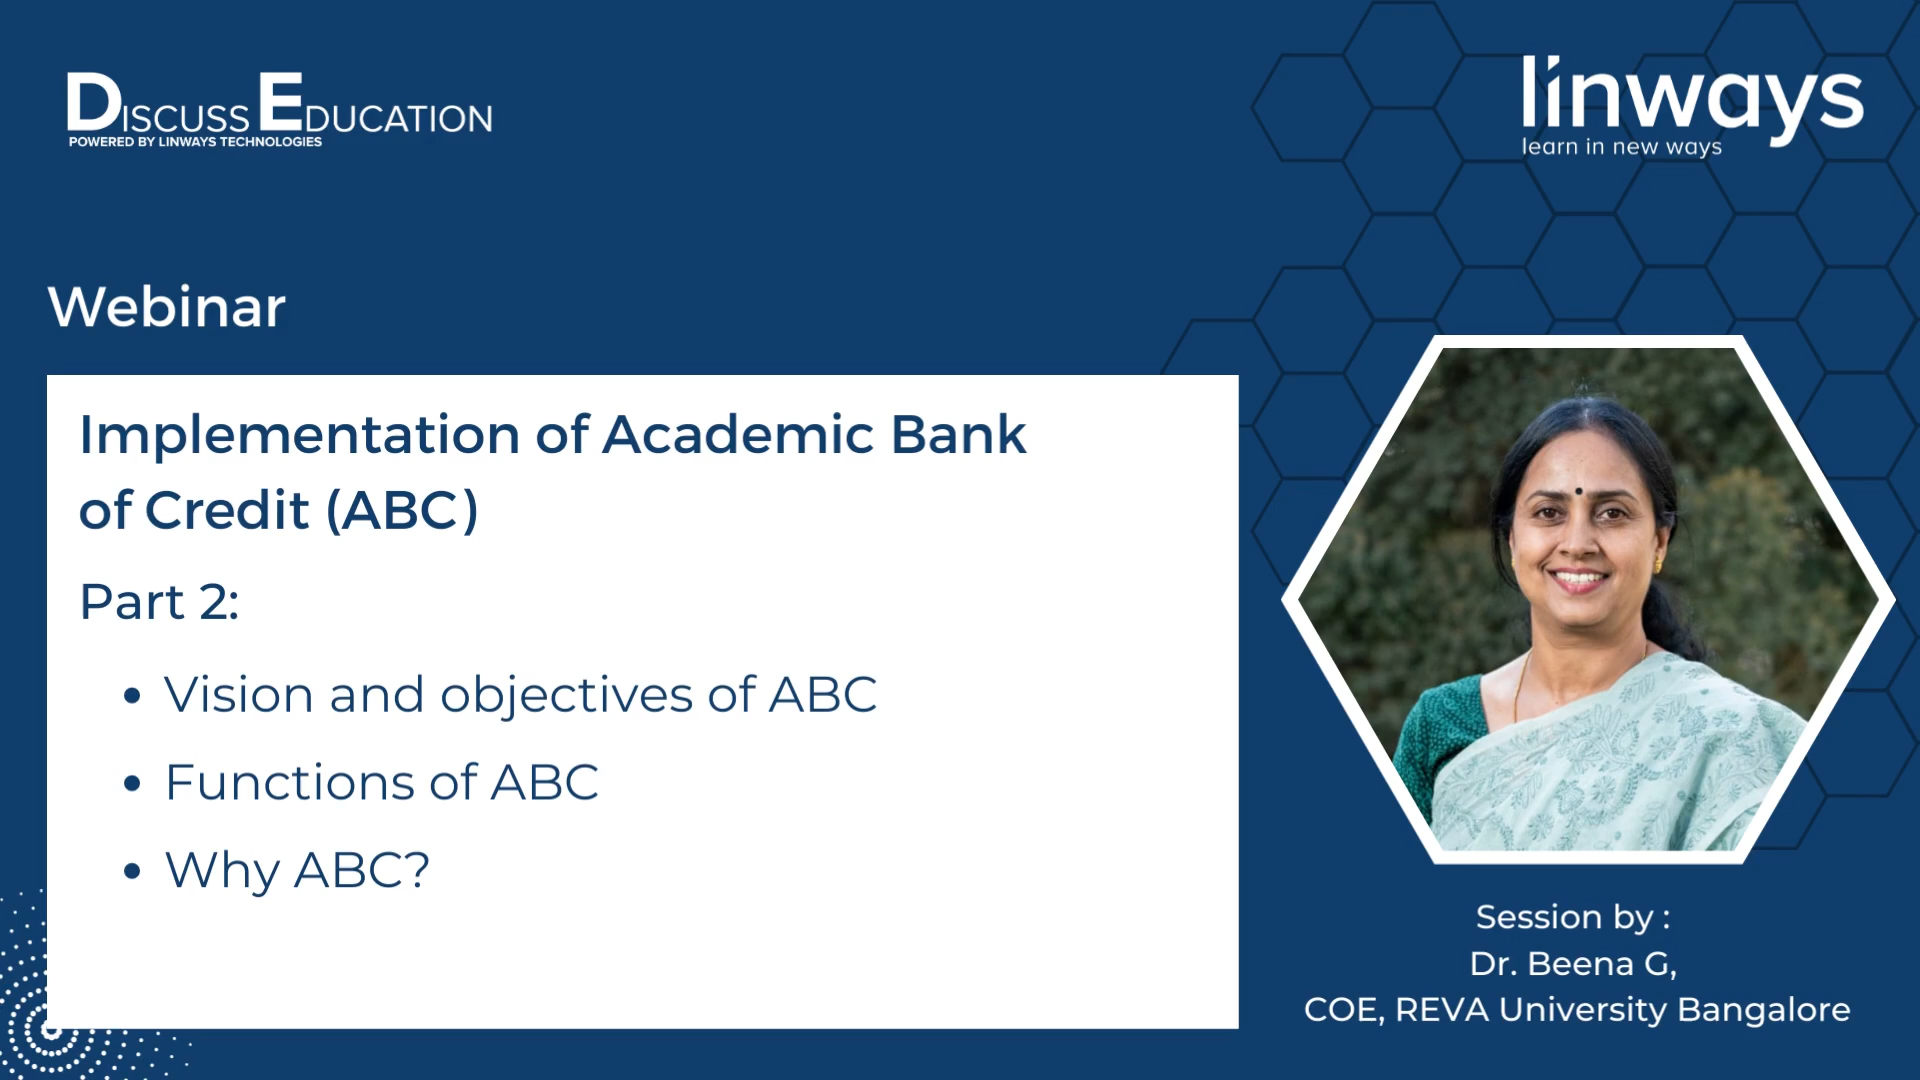 DISCUSS EDUCATION
POWERED BY LINWAYS TECHNOLOGIES
linways
learn in new ways
Webinar
Implementation of Academic Bank
of Credit (ABC)
Part 2:
• Vision and objectives of ABC
• Functions of ABC
• Why ABC?
Session by :
Dr. Beena G,
COE, REVA University Bangalore